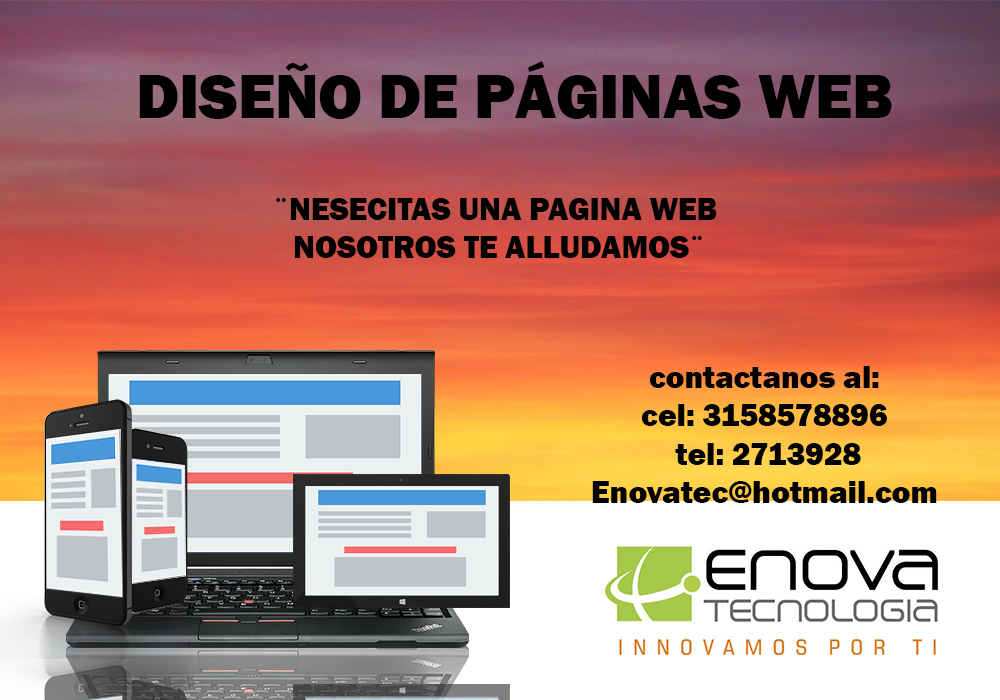 DISEÑO DE PÁGINAS WEB
¨NESECITAS UNA PAGINA WEB
NOSOTROS TE ALLUDAMOS¨
contactanos al:
cel: 3158578896
tel: 2713928
Enovatec@hotmail.com
ENOVA
TECNOLOGIA
INNOVAMOS POR TI
ThinkPad